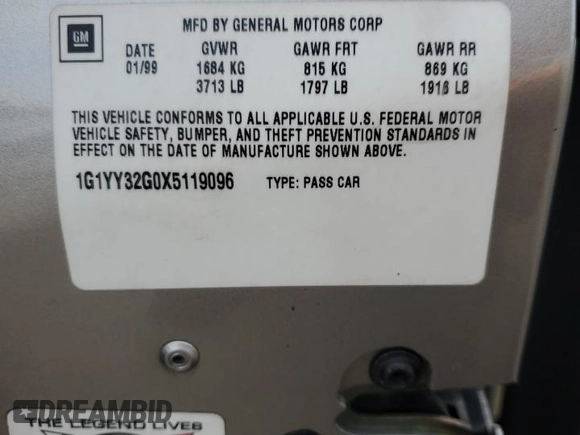 GM
MFD BY GENERAL MOTORS CORP
DATE GVWR GAWR FRT GAWR RR
01/99 1684 KG 815 KG 869 KG
3713 LB 1797 LB 1916 LB
THIS VEHICLE CONFORMS TO ALL APPLICABLE U.S. FEDERAL MOTOR
VEHICLE SAFETY, BUMPER, AND THEFT PREVENTION STANDARDS IN
EFFECT ON THE DATE OF MANUFACTURE SHOWN ABOVE.
1G1YY32G0X5119096 TYPE: PASS CAR
DREAMBID
THE LEGEND LIVES